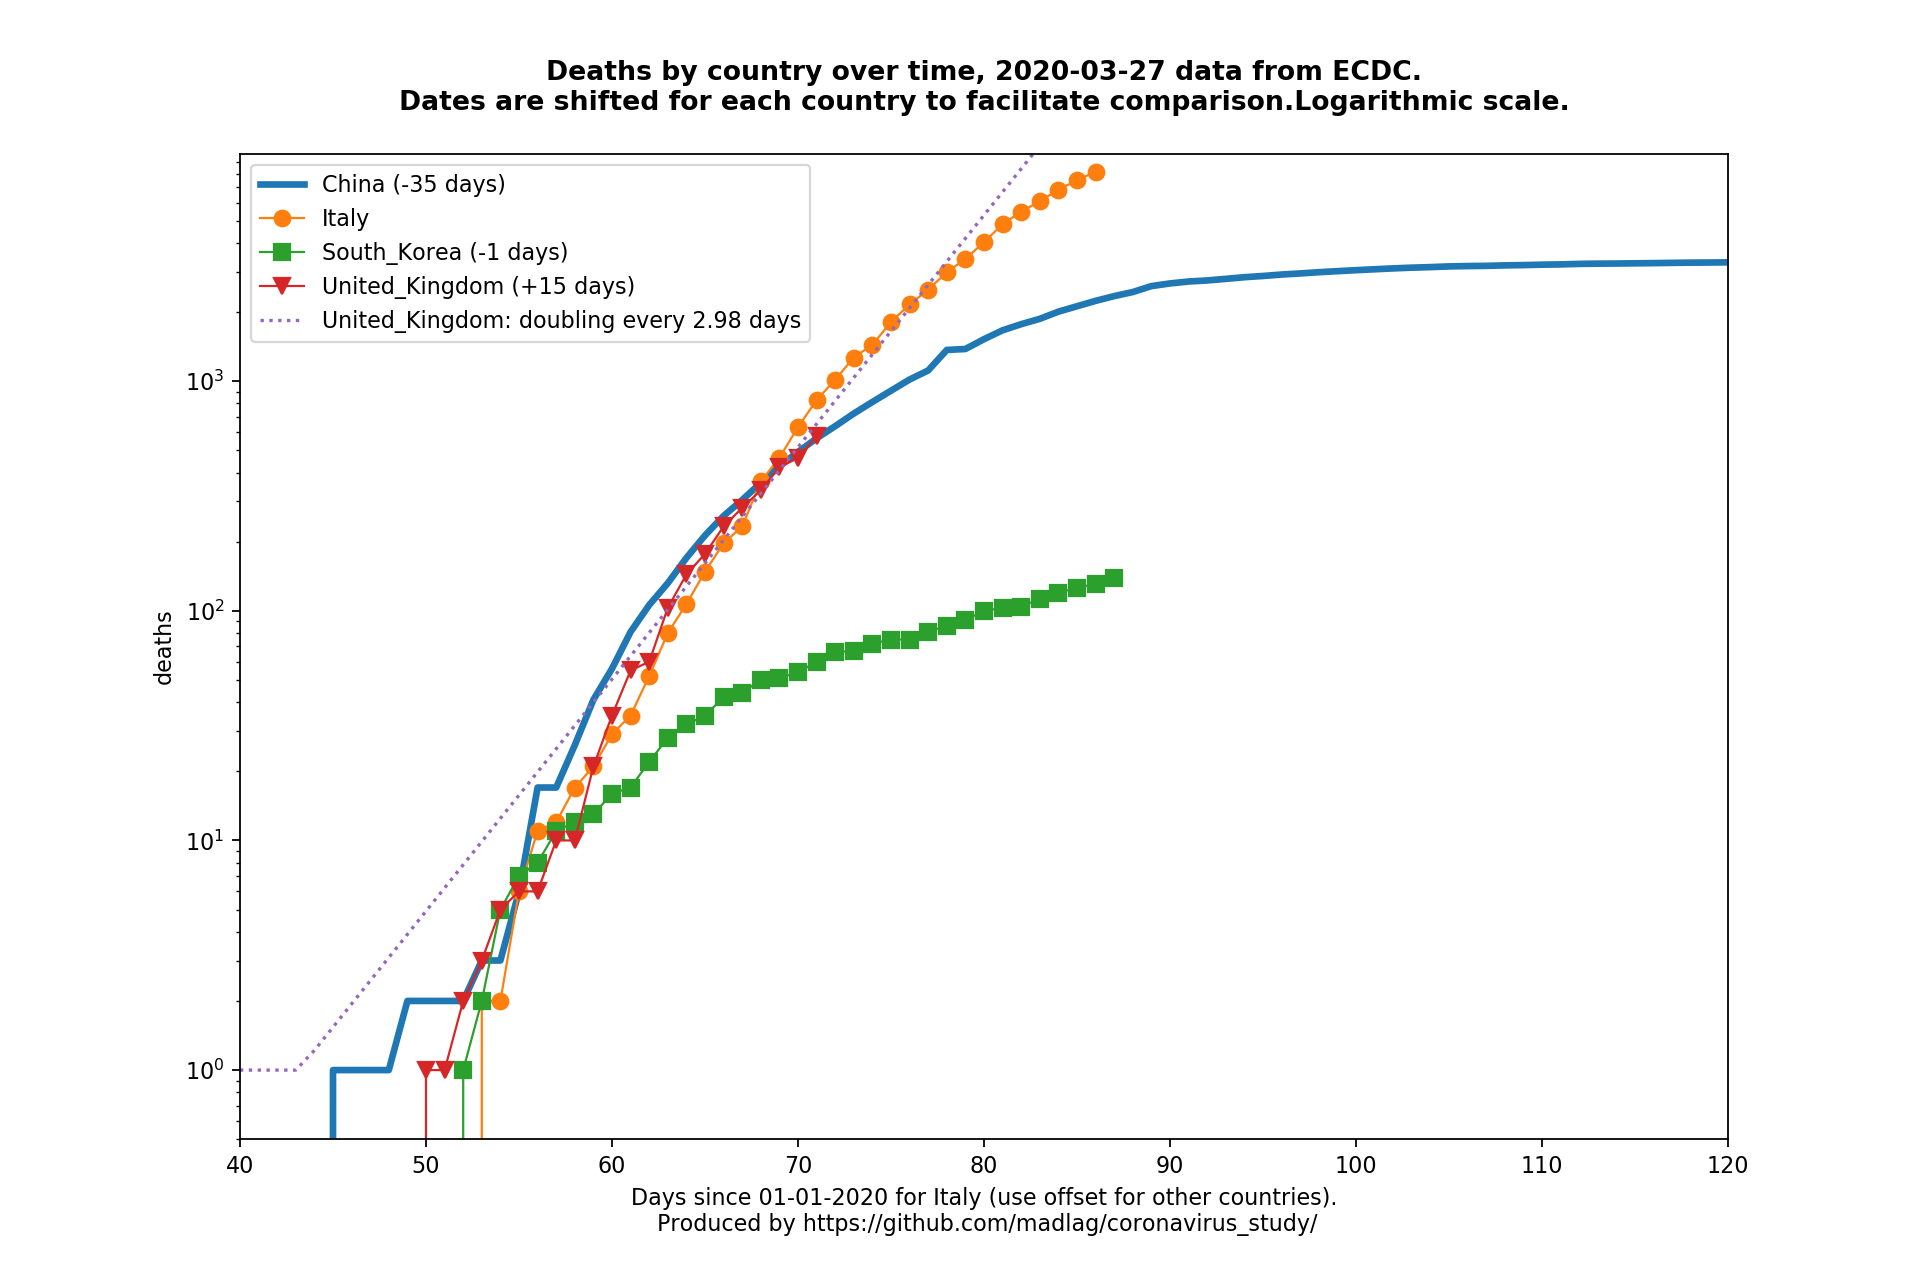 Deaths by country over time, 2020-03-27 data from ECDC.
Dates are shifted for each country to facilitate comparison.Logarithmic scale.
China (-35 days)
Italy
South_Korea (-1 days)
United_Kingdom (+15 days)
United_Kingdom: doubling every 2.98 days
10³
10²
10¹
10⁰
deaths
40 50 60 70 80 90 100 110 120
Days since 01-01-2020 for Italy (use offset for other countries).
Produced by https://github.com/madlag/coronavirus_study/